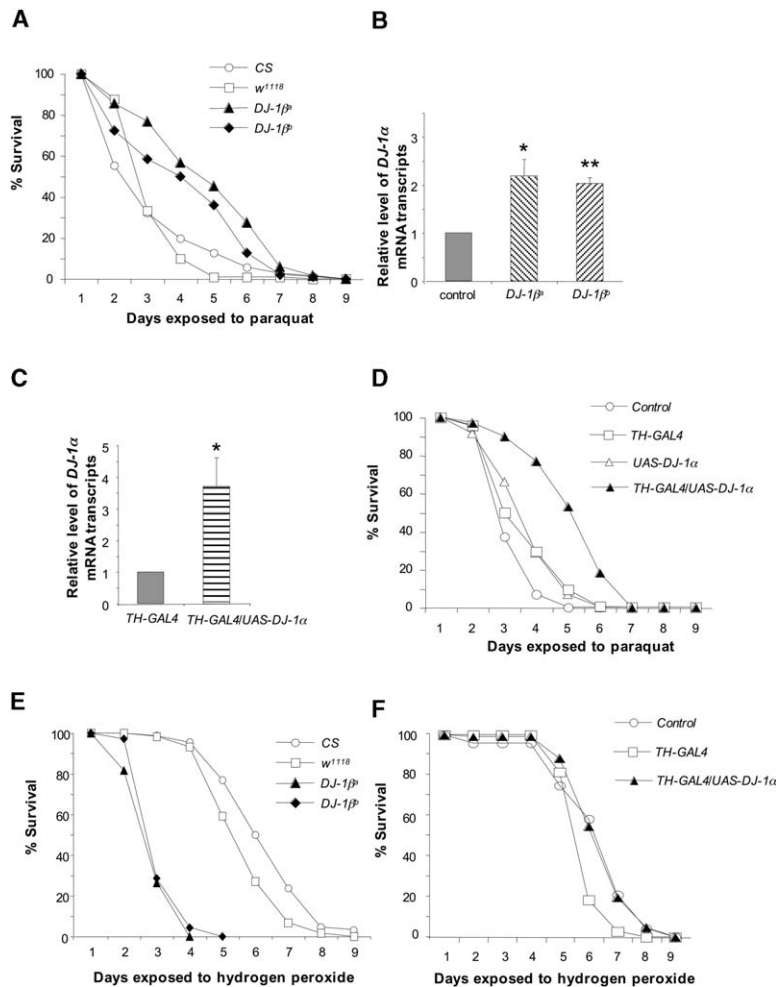 A
CS
w¹¹¹⁸
DJ-1βᵃ
DJ-1βᵇ
% Survival
100
80
60
40
20
0
1 2 3 4 5 6 7 8 9
Days exposed to paraquat
B
Relative level of DJ-1α
mRNA transcripts
3
2
1
0
*
**
control DJ-1βᵃ DJ-1βᵇ
C
Relative level of DJ-1α
mRNA transcripts
5
4
3
2
1
0
*
TH-GAL4 TH-GAL4/UAS-DJ-1α
D
Control
TH-GAL4
UAS-DJ-1α
TH-GAL4/UAS-DJ-1α
% Survival
100
80
60
40
20
0
1 2 3 4 5 6 7 8 9
Days exposed to paraquat
E
CS
w¹¹¹⁸
DJ-1βᵃ
DJ-1βᵇ
% Survival
100
80
60
40
20
0
1 2 3 4 5 6 7 8 9
Days exposed to hydrogen peroxide
F
Control
TH-GAL4
TH-GAL4/UAS-DJ-1α
% Survival
100
80
60
40
20
0
1 2 3 4 5 6 7 8 9
Days exposed to hydrogen peroxide